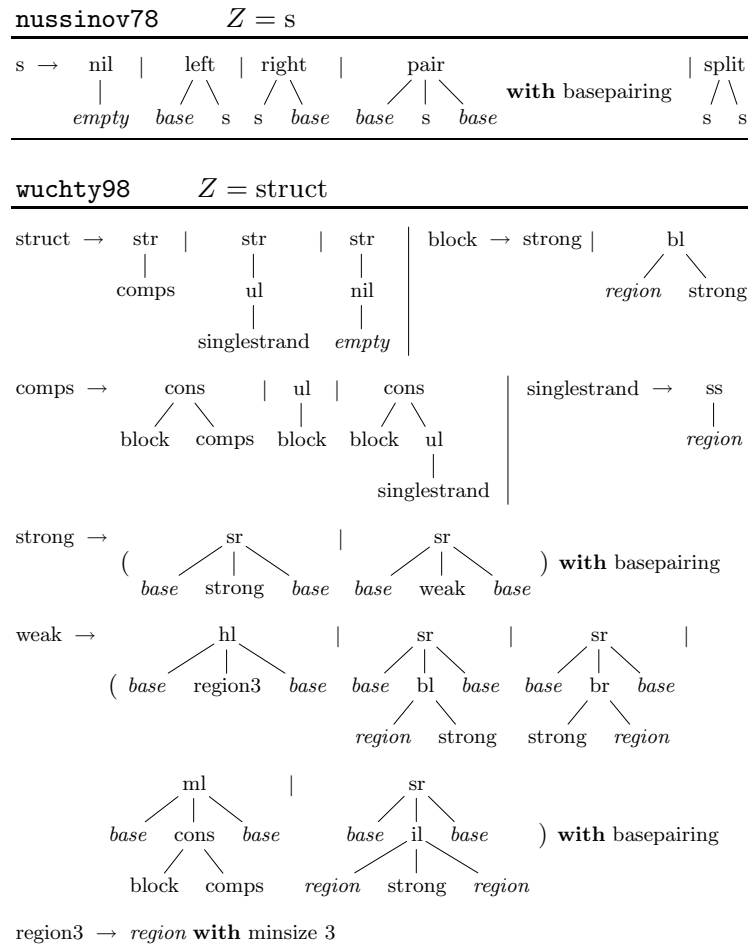 nussinov78 Z = s
s → nil | left | right | pair with basepairing | split
empty base s s base base s base s s
wuchty98 Z = struct
struct → str | str | str block → strong | bl
comps ul nil region strong
singlestrand empty
comps → cons | ul | cons singlestrand → ss
block comps block block ul region
singlestrand
strong → ( sr | sr ) with basepairing
base strong base base weak base
weak → hl | sr | sr |
( base region3 base base bl base base br base
region strong strong region
ml | sr
base cons base base il base ) with basepairing
block comps region strong region
region3 → region with minsize 3